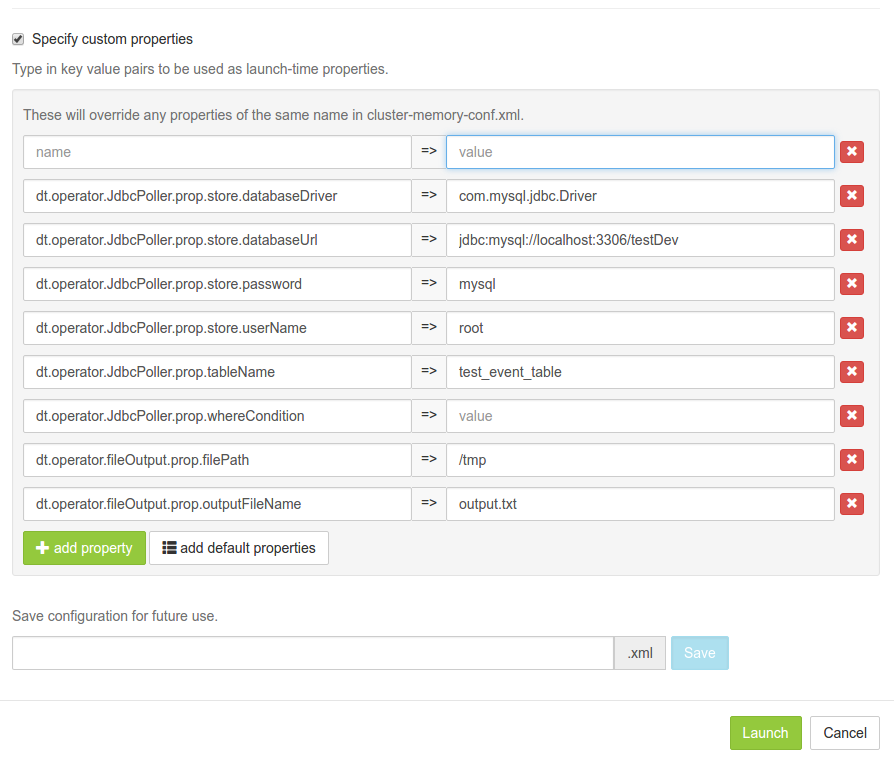 Specify custom properties
Type in key value pairs to be used as launch-time properties.
These will override any properties of the same name in cluster-memory-conf.xml.
name => value
dt.operator.JdbcPoller.prop.store.databaseDriver => com.mysql.jdbc.Driver
dt.operator.JdbcPoller.prop.store.databaseUrl => jdbc:mysql://localhost:3306/testDev
dt.operator.JdbcPoller.prop.store.password => mysql
dt.operator.JdbcPoller.prop.store.userName => root
dt.operator.JdbcPoller.prop.tableName => test_event_table
dt.operator.JdbcPoller.prop.whereCondition => value
dt.operator.fileOutput.prop.filePath => /tmp
dt.operator.fileOutput.prop.outputFileName => output.txt
add property add default properties
Save configuration for future use.
.xml Save
Launch Cancel